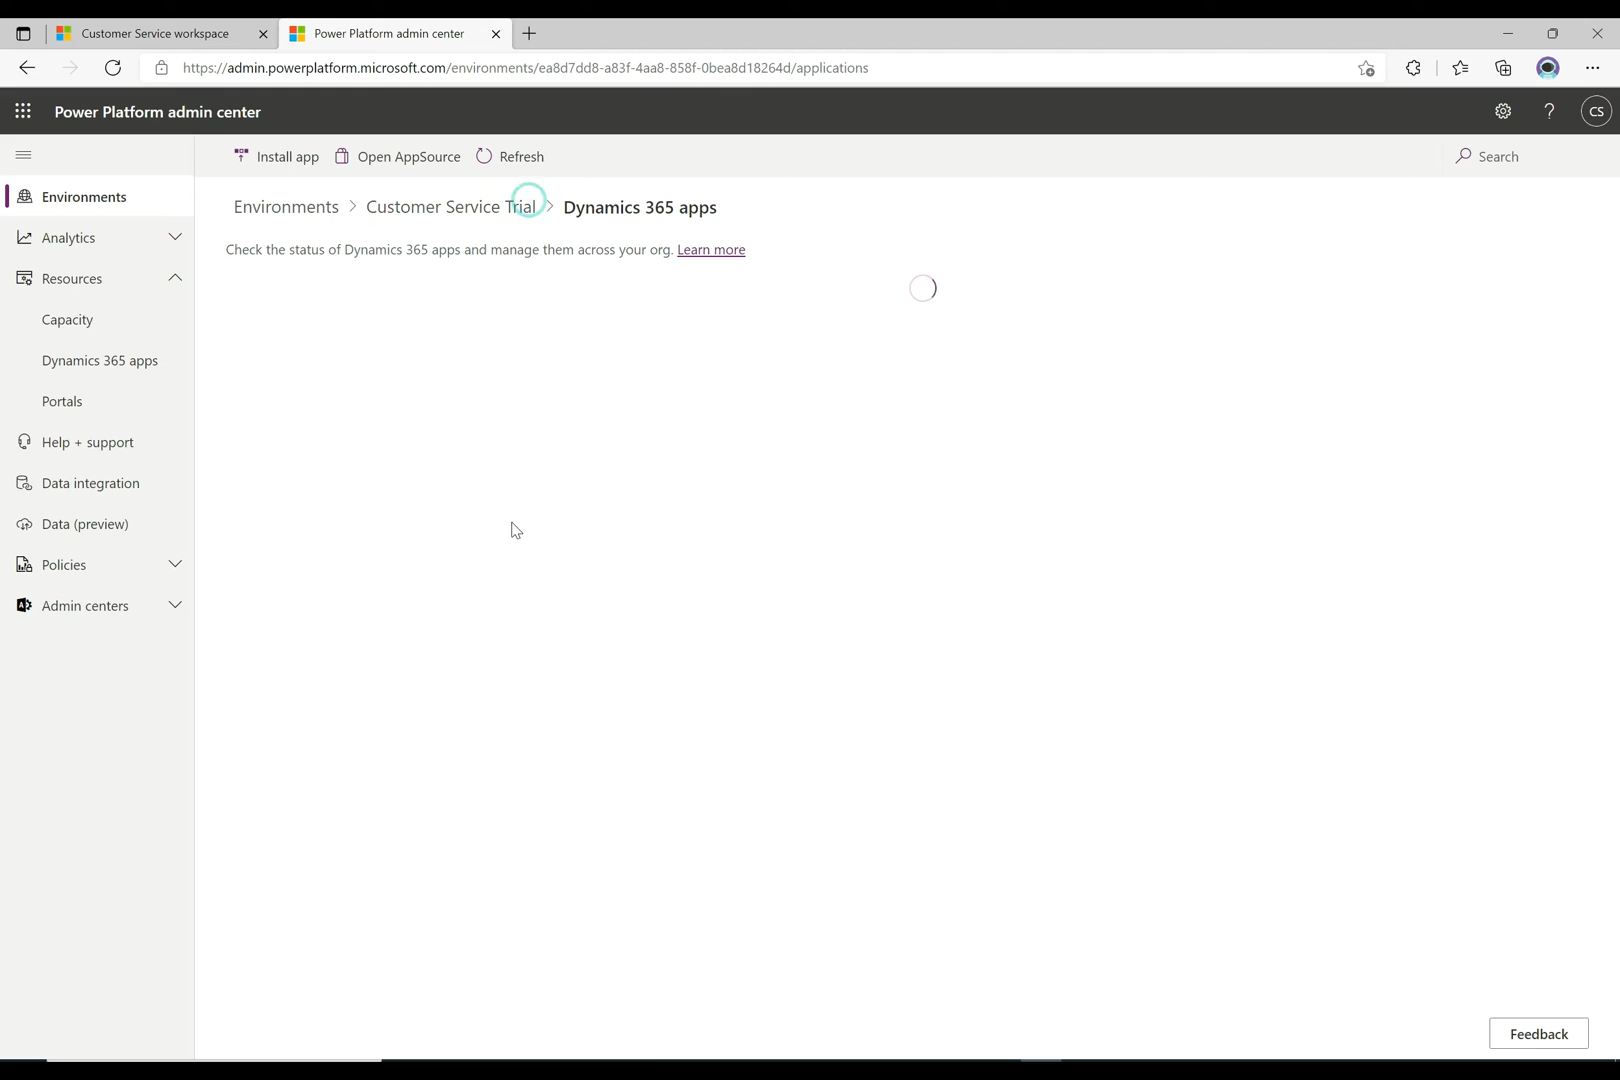 Customer Service workspace
Power Platform admin center
https://admin.powerplatform.microsoft.com/environments/ea8d7dd8-a83f-4aa8-858f-0bea8d18264d/applications
Power Platform admin center
CS
Install app
Open AppSource
Refresh
Search
Environments
Analytics
Resources
Capacity
Dynamics 365 apps
Portals
Help + support
Data integration
Data (preview)
Policies
Admin centers
Environments > Customer Service Trial > Dynamics 365 apps
Check the status of Dynamics 365 apps and manage them across your org. Learn more
Feedback